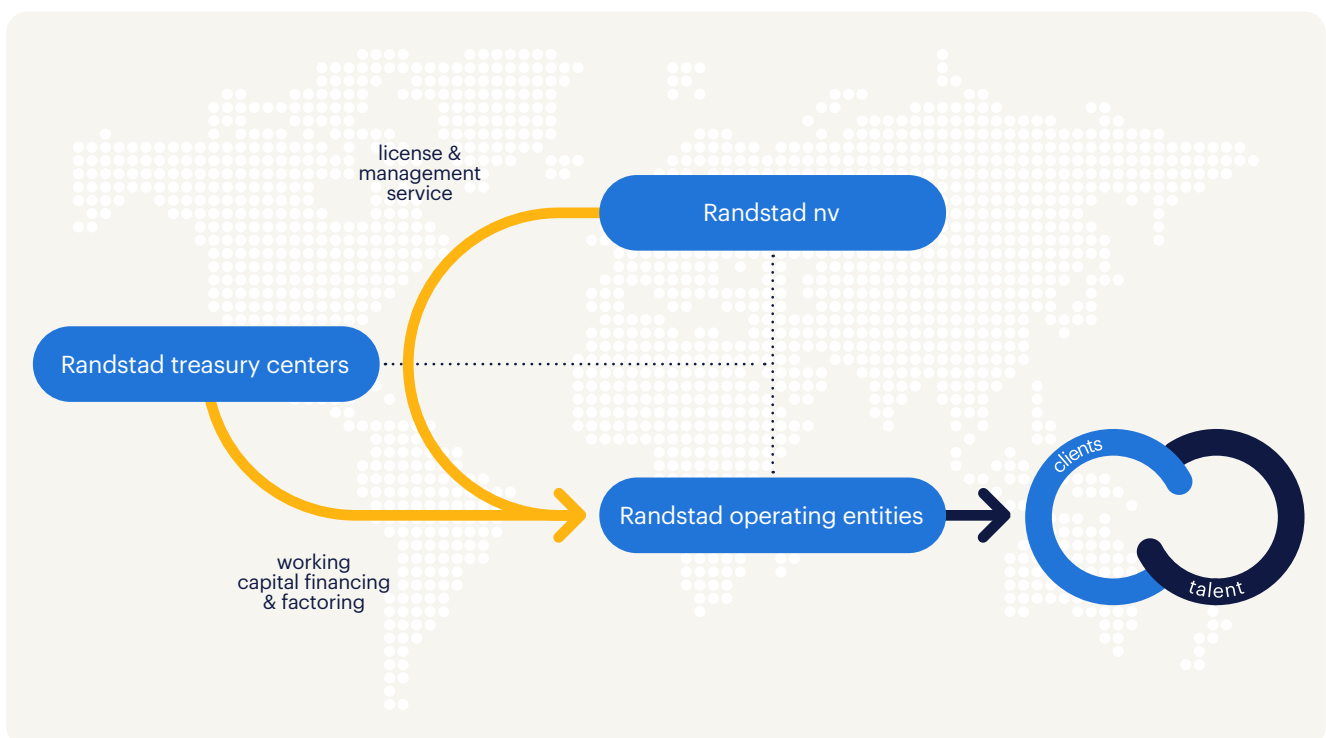 license &
management
service
Randstad nv
Randstad treasury centers
clients
Randstad operating entities
working
capital financing
& factoring
talent